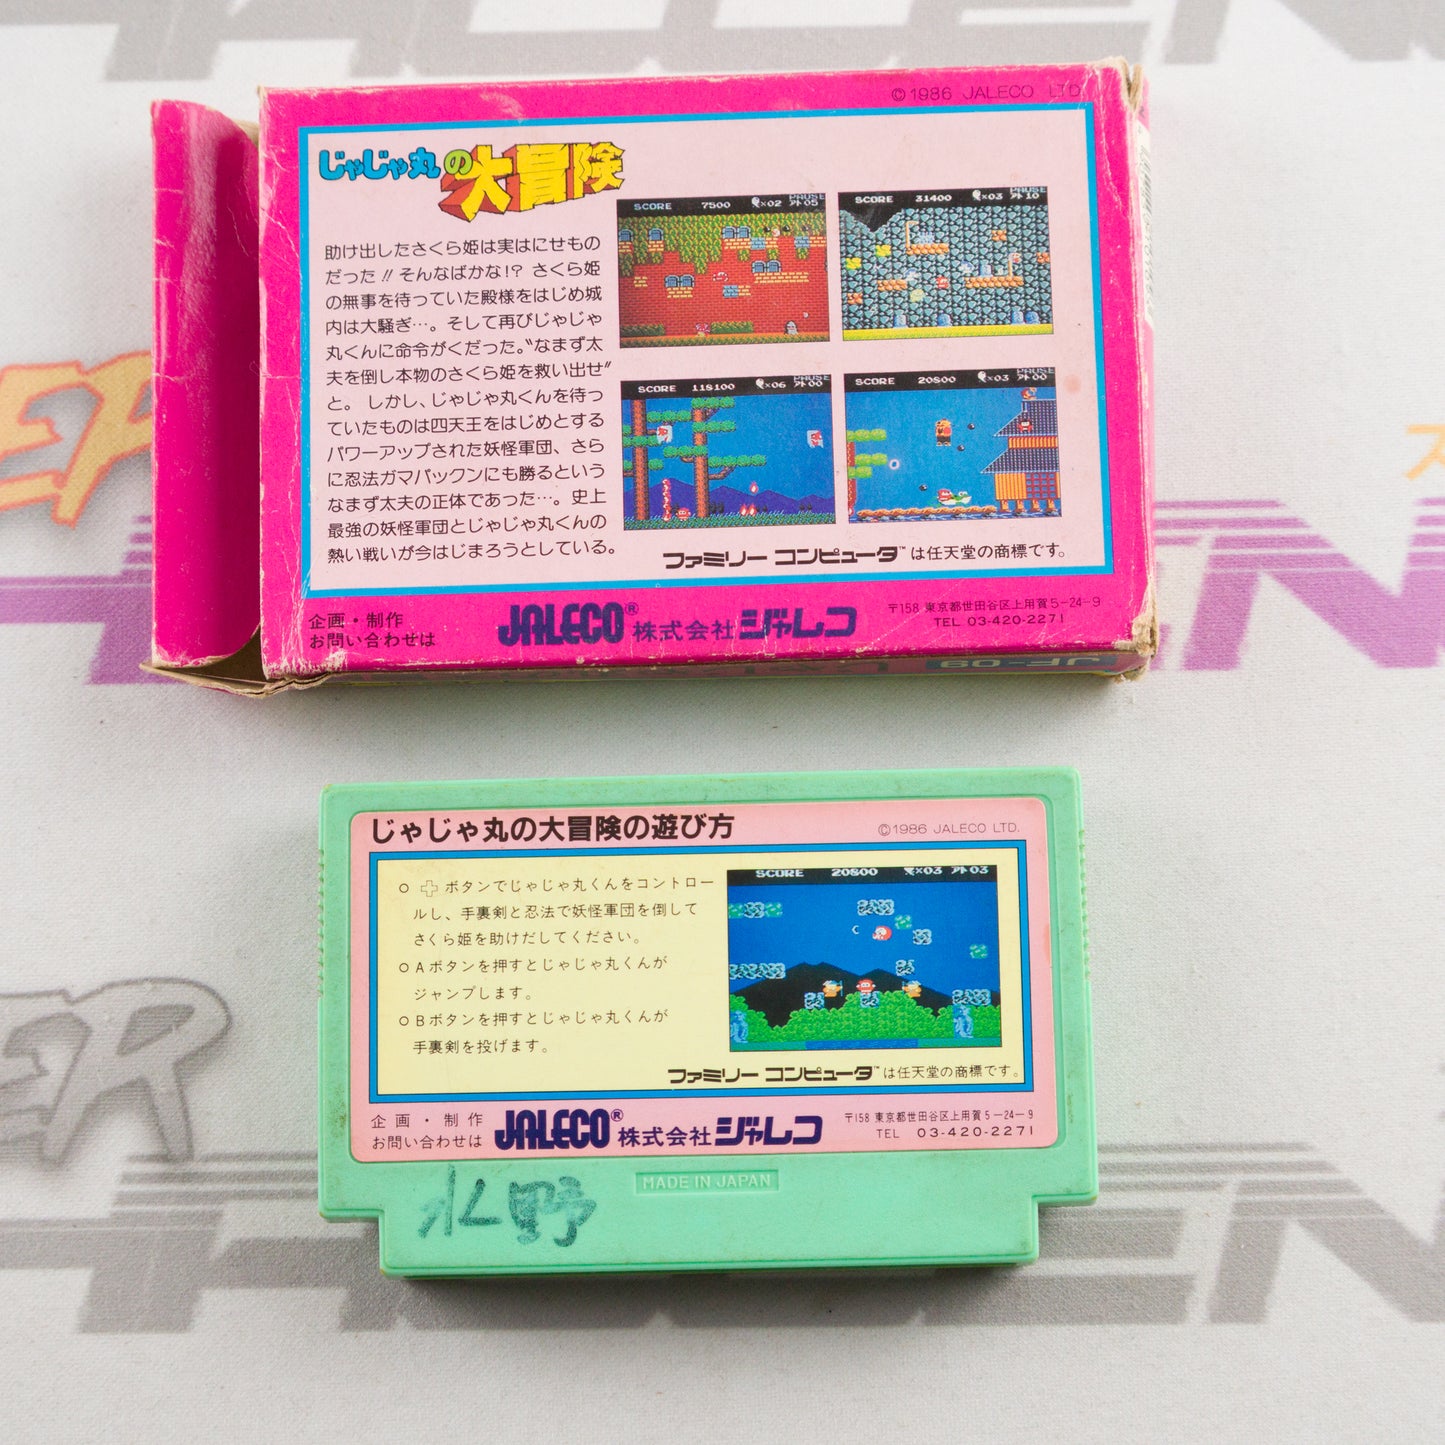 ©1986 JALECO LTD.
じゃじゃ丸の大冒険
助け出したさくら姫は実はにせもの
だった!! そんなばかな!? さくら姫
の無事を待っていた殿様をはじめ城
内は大騒ぎ…。そして再びじゃじゃ
丸くんに命令がくだった。“なまず太
夫を倒し本物のさくら姫を救い出せ”
と。しかし、じゃじゃ丸くんを待っ
ていたものは四天王をはじめとする
パワーアップされた妖怪軍団、さら
に忍法ガマパックンにも勝るという
なまず太夫の正体であった…。史上
最強の妖怪軍団とじゃじゃ丸くんの
熱い戦いが今はじまろうとしている。
SCORE 7500 ×02 アト05
PAUSE
SCORE 31400 ×03 アト10
PAUSE
SCORE 118100 ×06 アト00
PAUSE
SCORE 20800 ×03 アト00
PAUSE
ファミリー コンピュータ™は任天堂の商標です。
企画・制作
お問い合わせは
JALECO® 株式会社ジャレコ
〒158 東京都世田谷区上用賀5-24-9
TEL 03-420-2271
JF-09
じゃじゃ丸の大冒険の遊び方
©1986 JALECO LTD.
○ ボタンでじゃじゃ丸くんをコントロー
ルし、手裏剣と忍法で妖怪軍団を倒して
さくら姫を助けだしてください。
○ Aボタンを押すとじゃじゃ丸くんが
ジャンプします。
○ Bボタンを押すとじゃじゃ丸くんが
手裏剣を投げます。
SCORE 20800 ×03 アト03
ファミリー コンピュータ™は任天堂の商標です。
企画・制作
お問い合わせは
JALECO® 株式会社ジャレコ
〒158 東京都世田谷区上用賀5-24-9
TEL 03-420-2271
MADE IN JAPAN
水野